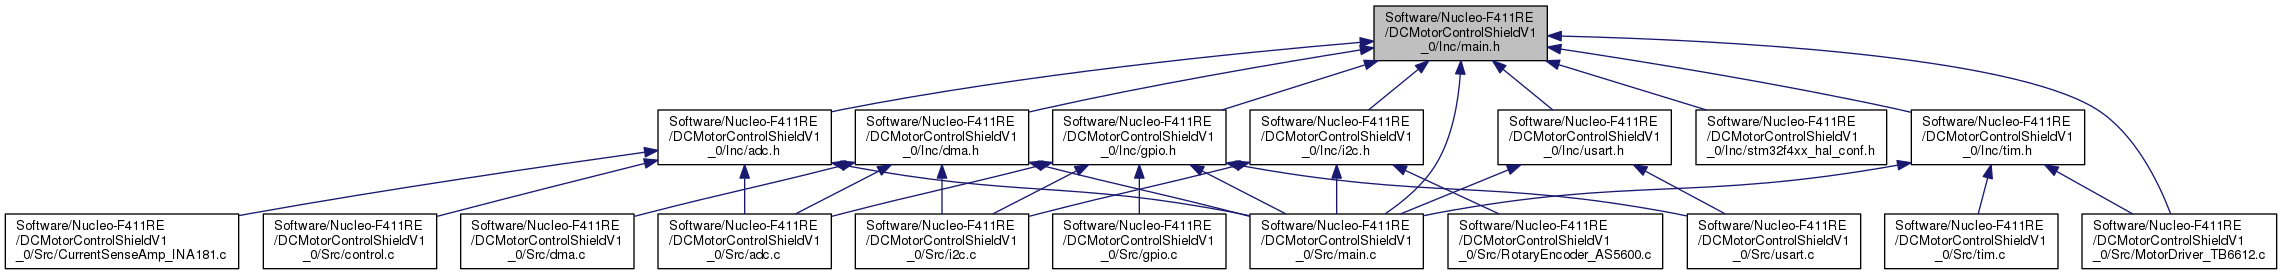 Software/Nucleo-F411RE
/DCMotorControlShieldV1
_0/Inc/main.h
Software/Nucleo-F411RE
/DCMotorControlShieldV1
_0/Inc/adc.h
Software/Nucleo-F411RE
/DCMotorControlShieldV1
_0/Inc/dma.h
Software/Nucleo-F411RE
/DCMotorControlShieldV1
_0/Inc/gpio.h
Software/Nucleo-F411RE
/DCMotorControlShieldV1
_0/Inc/i2c.h
Software/Nucleo-F411RE
/DCMotorControlShieldV1
_0/Inc/usart.h
Software/Nucleo-F411RE
/DCMotorControlShieldV1
_0/Inc/stm32f4xx_hal_conf.h
Software/Nucleo-F411RE
/DCMotorControlShieldV1
_0/Inc/tim.h
Software/Nucleo-F411RE
/DCMotorControlShieldV1
_0/Src/CurrentSenseAmp_INA181.c
Software/Nucleo-F411RE
/DCMotorControlShieldV1
_0/Src/control.c
Software/Nucleo-F411RE
/DCMotorControlShieldV1
_0/Src/dma.c
Software/Nucleo-F411RE
/DCMotorControlShieldV1
_0/Src/adc.c
Software/Nucleo-F411RE
/DCMotorControlShieldV1
_0/Src/i2c.c
Software/Nucleo-F411RE
/DCMotorControlShieldV1
_0/Src/gpio.c
Software/Nucleo-F411RE
/DCMotorControlShieldV1
_0/Src/main.c
Software/Nucleo-F411RE
/DCMotorControlShieldV1
_0/Src/RotaryEncoder_AS5600.c
Software/Nucleo-F411RE
/DCMotorControlShieldV1
_0/Src/usart.c
Software/Nucleo-F411RE
/DCMotorControlShieldV1
_0/Src/tim.c
Software/Nucleo-F411RE
/DCMotorControlShieldV1
_0/Src/MotorDriver_TB6612.c